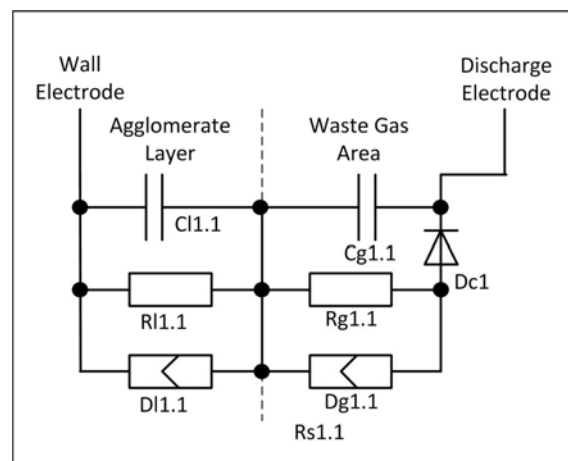 Wall
Electrode
Discharge
Electrode
Agglomerate
Layer
Waste Gas
Area
Cl1.1
Cg1.1
Dc1
Rl1.1
Rg1.1
Dl1.1
Dg1.1
Rs1.1